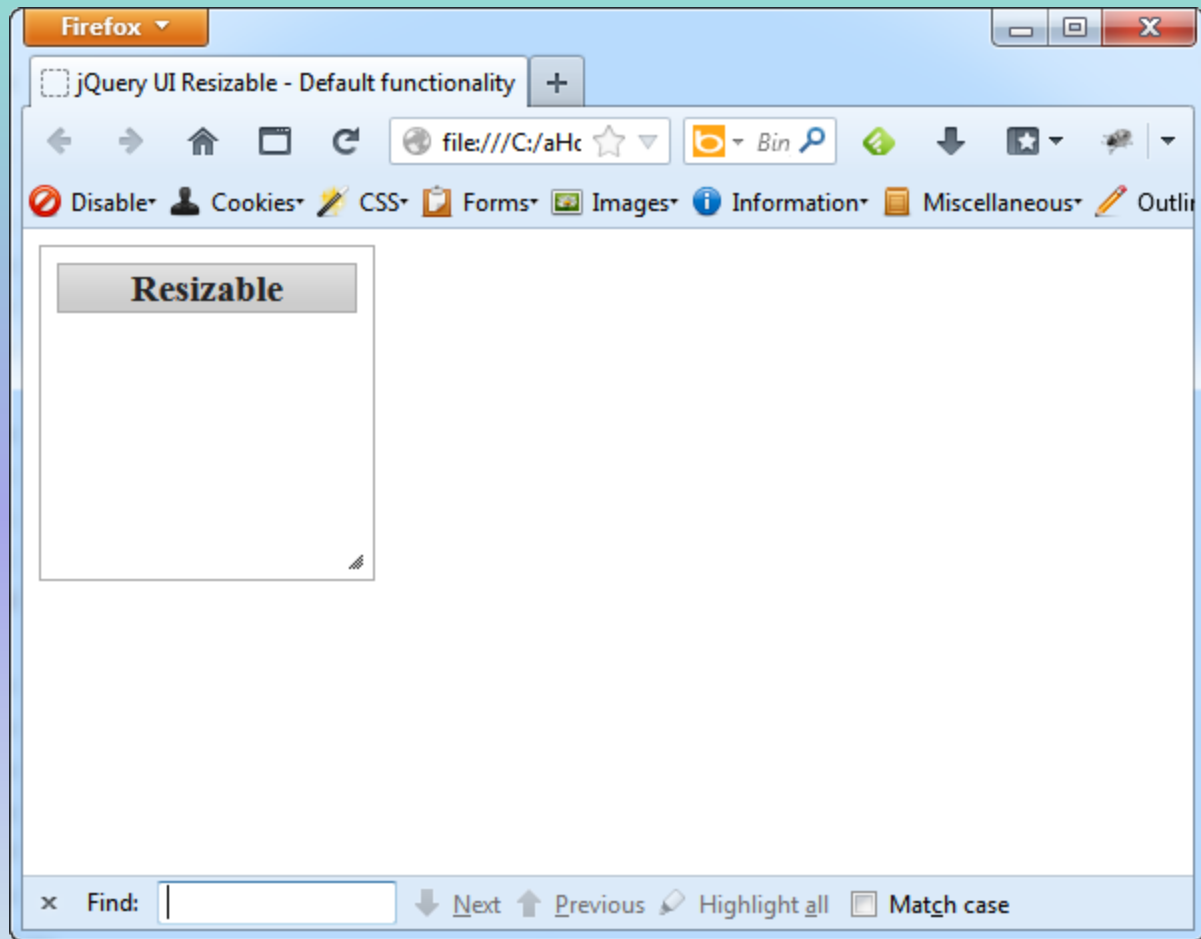 Firefox
jQuery UI Resizable - Default functionality
file:///C:/aHc Bin
Disable Cookies CSS Forms Images Information Miscellaneous Outlin
Resizable
Find: Next Previous Highlight all Match case